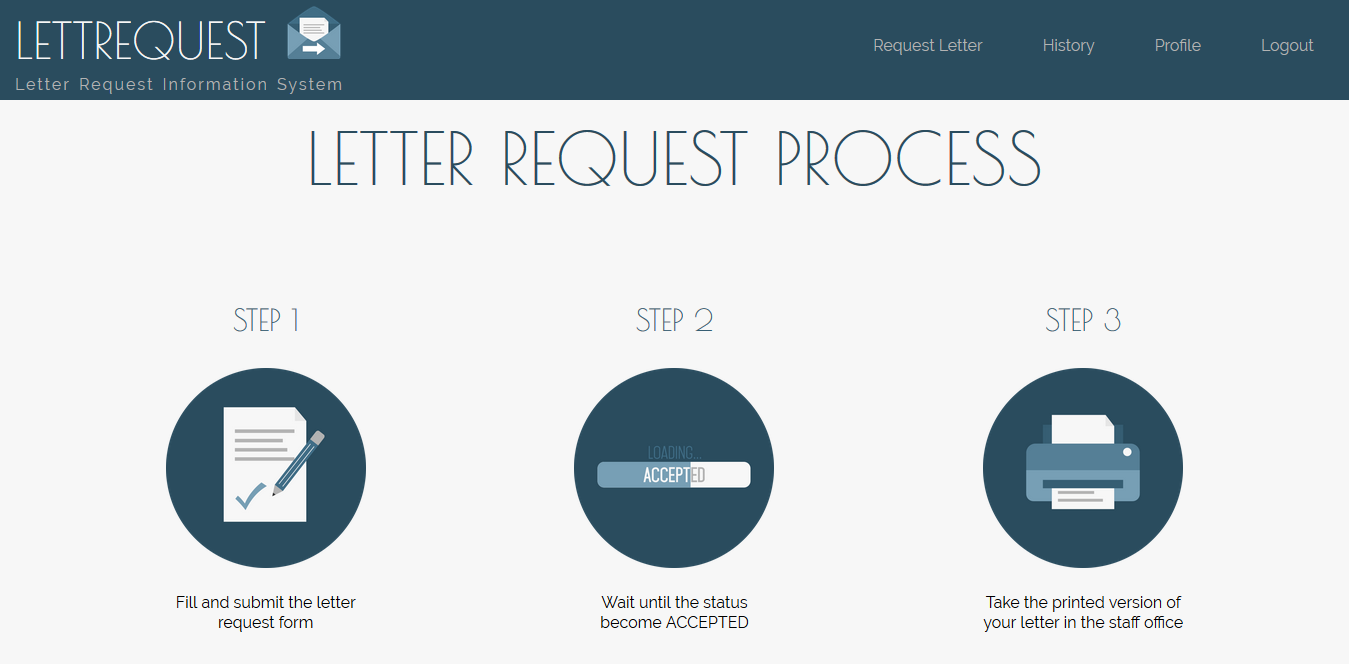 LETTREQUEST
Letter Request Information System
Request Letter
History
Profile
Logout
LETTER REQUEST PROCESS
STEP 1
STEP 2
STEP 3
LOADING...
ACCEPTED
Fill and submit the letter
request form
Wait until the status
become ACCEPTED
Take the printed version of
your letter in the staff office